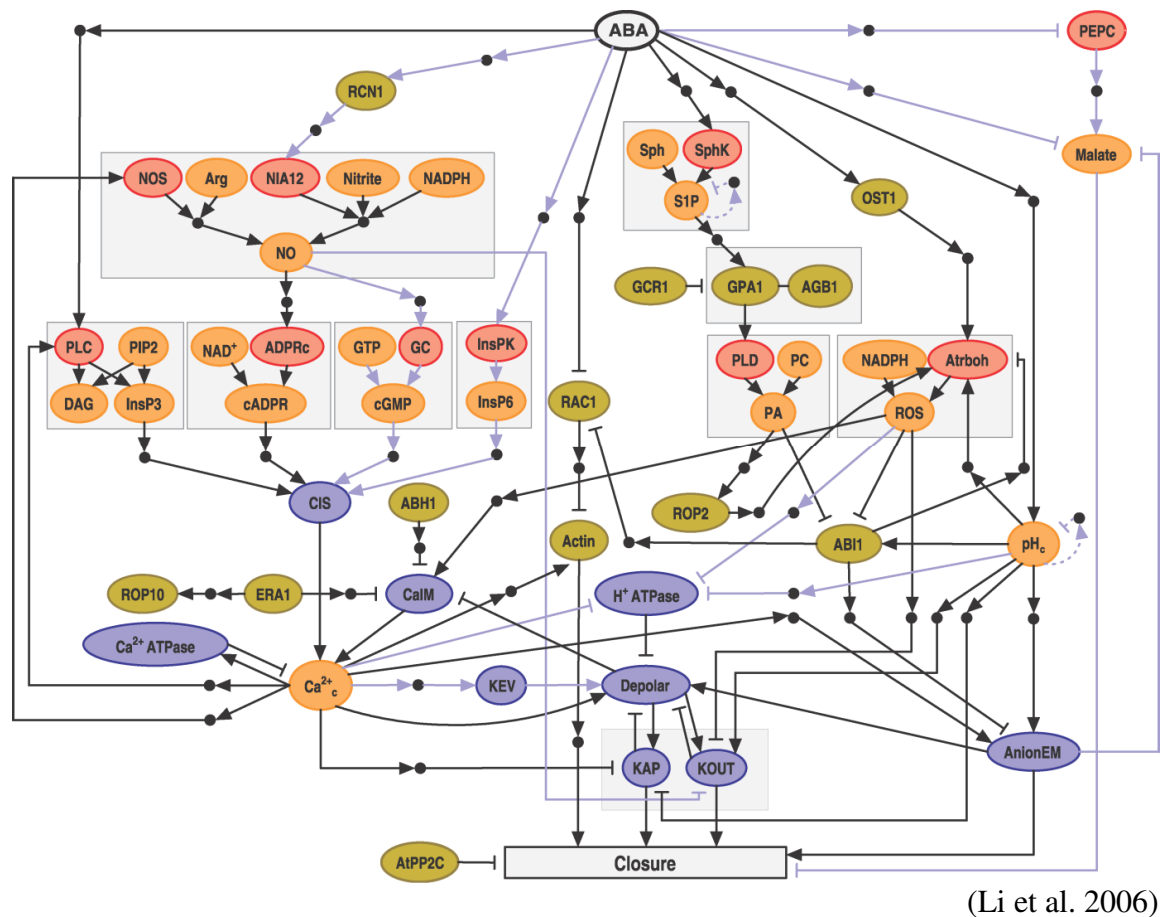 ABA
PEPC
RCN1
Malate
NOS
Arg
NIA12
Nitrite
NADPH
Sph
SphK
S1P
OST1
NO
GCR1
GPA1
AGB1
PLC
PIP2
NAD⁺
ADPRc
GTP
GC
InsPK
PLD
PC
NADPH
Atrboh
DAG
InsP3
cADPR
cGMP
InsP6
RAC1
PA
ROS
CIS
ABH1
ROP2
Actin
ABI1
pHc
ROP10
ERA1
CalM
H⁺ ATPase
Ca²⁺ ATPase
Ca²⁺c
KEV
Depolar
KAP
KOUT
AnionEM
AtPP2C
Closure
(Li et al. 2006)